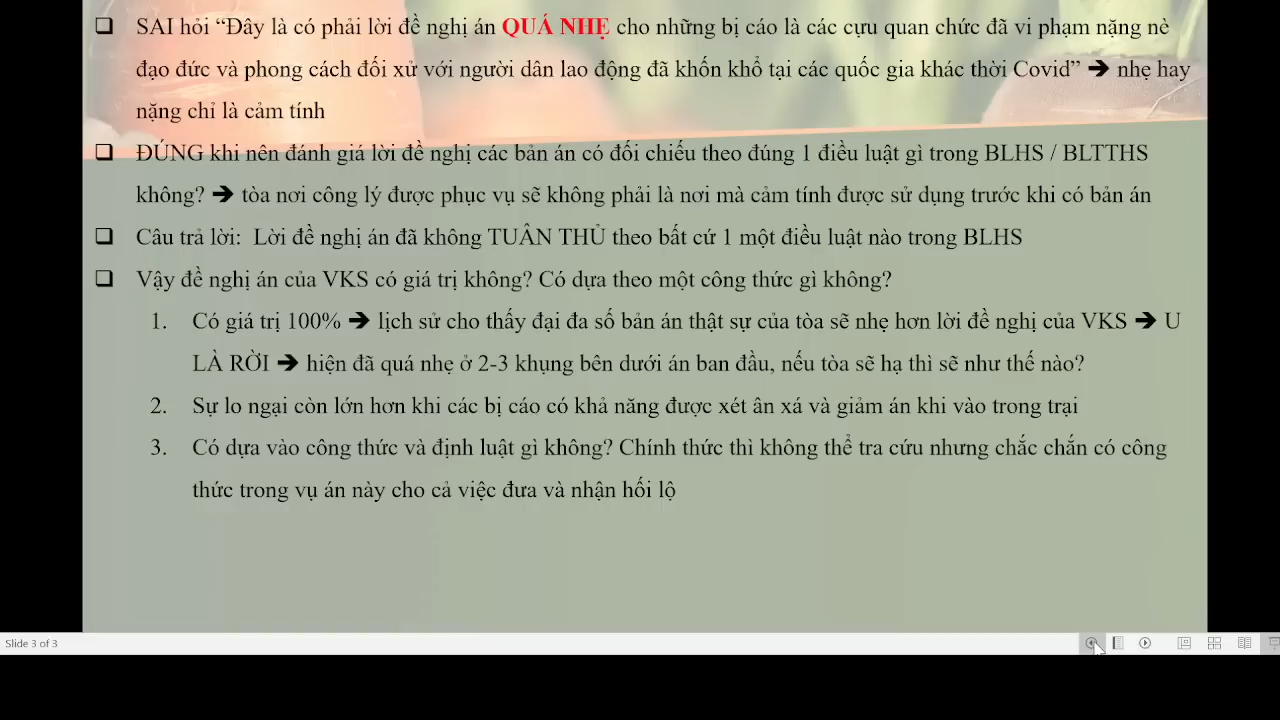 ❑ SAI hỏi “Đây là có phải lời đề nghị án QUÁ NHẸ cho những bị cáo là các cựu quan chức đã vi phạm nặng nè
đạo đức và phong cách đối xử với người dân lao động đã khốn khổ tại các quốc gia khác thời Covid” ➔ nhẹ hay
nặng chỉ là cảm tính
❑ ĐÚNG khi nên đánh giá lời đề nghị các bản án có đối chiếu theo đúng 1 điều luật gì trong BLHS / BLTTHS
không? ➔ tòa nơi công lý được phục vụ sẽ không phải là nơi mà cảm tính được sử dụng trước khi có bản án
❑ Câu trả lời: Lời đề nghị án đã không TUÂN THỦ theo bất cứ 1 một điều luật nào trong BLHS
❑ Vậy đề nghị án của VKS có giá trị không? Có dựa theo một công thức gì không?
1. Có giá trị 100% ➔ lịch sử cho thấy đại đa số bản án thật sự của tòa sẽ nhẹ hơn lời đề nghị của VKS ➔ U
LÀ RỜI ➔ hiện đã quá nhẹ ở 2-3 khụng bên dưới án ban đầu, nếu tòa sẽ hạ thì sẽ như thế nào?
2. Sự lo ngại còn lớn hơn khi các bị cáo có khả năng được xét ân xá và giảm án khi vào trong trại
3. Có dựa vào công thức và định luật gì không? Chính thức thì không thể tra cứu nhưng chắc chắn có công
thức trong vụ án này cho cả việc đưa và nhận hối lộ
Slide 3 of 3